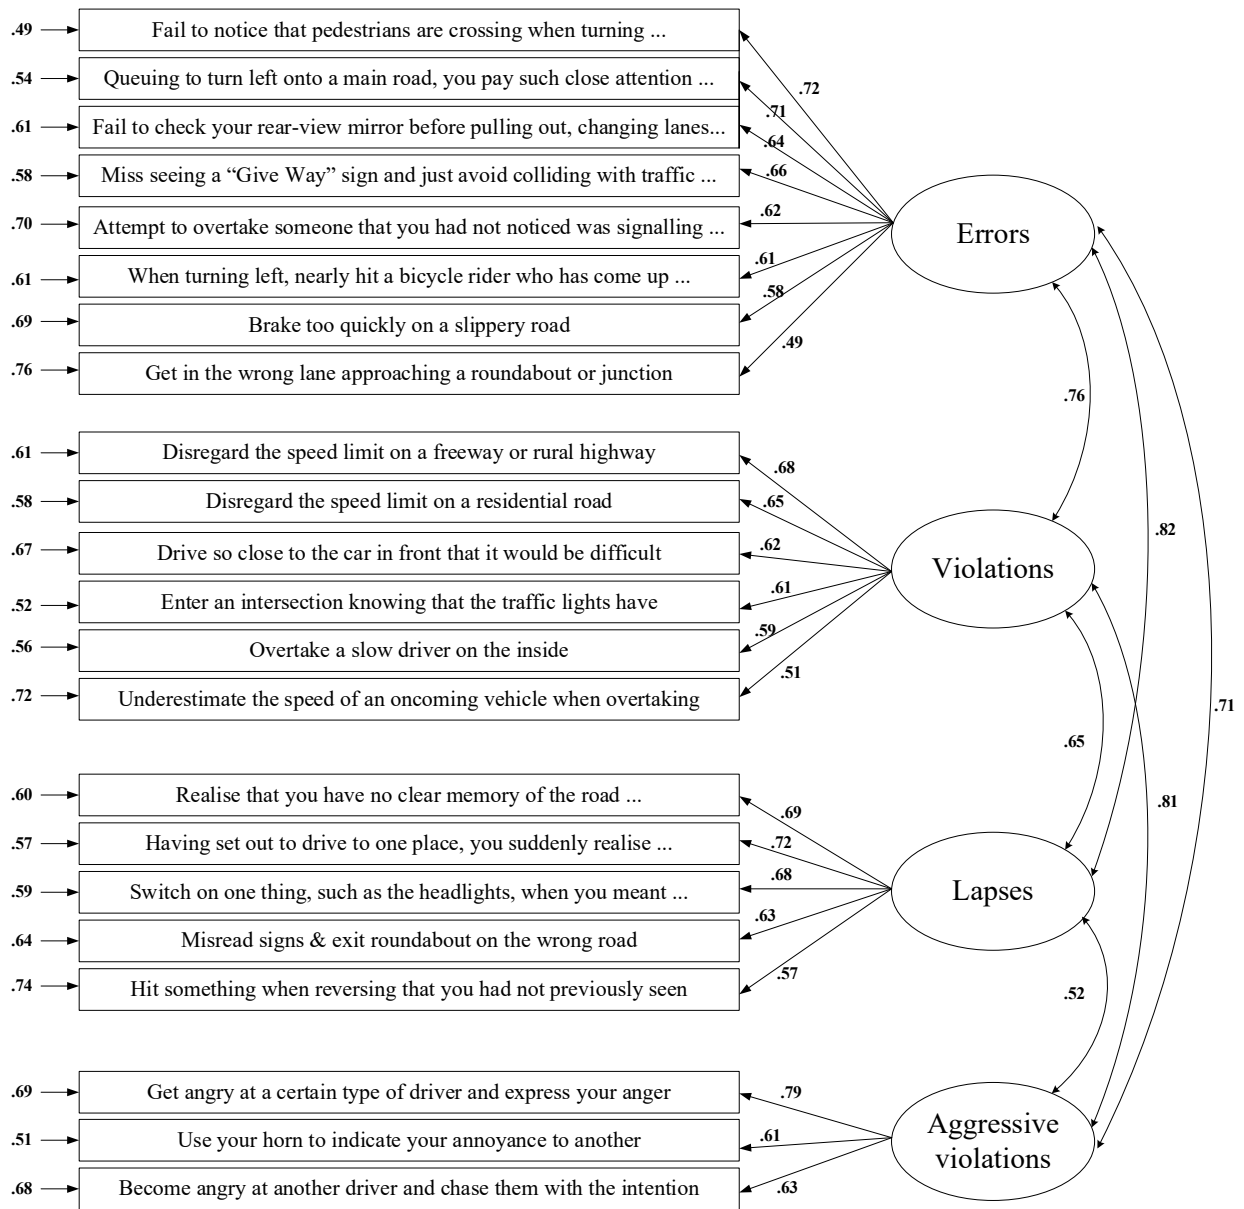 .49 Fail to notice that pedestrians are crossing when turning ...
.72
.54 Queuing to turn left onto a main road, you pay such close attention ...
.71
.61 Fail to check your rear-view mirror before pulling out, changing lanes...
.64
.58 Miss seeing a “Give Way” sign and just avoid colliding with traffic ...
.66
.70 Attempt to overtake someone that you had not noticed was signalling ...
.62
Errors
.61 When turning left, nearly hit a bicycle rider who has come up ...
.61
.69 Brake too quickly on a slippery road
.58
.76 Get in the wrong lane approaching a roundabout or junction
.49
.76
.61 Disregard the speed limit on a freeway or rural highway
.68
.58 Disregard the speed limit on a residential road
.65
.82
.67 Drive so close to the car in front that it would be difficult
.62
Violations
.52 Enter an intersection knowing that the traffic lights have
.61
.56 Overtake a slow driver on the inside
.59
.72 Underestimate the speed of an oncoming vehicle when overtaking
.51
.71
.65
.60 Realise that you have no clear memory of the road ...
.69
.81
.57 Having set out to drive to one place, you suddenly realise ...
.72
.59 Switch on one thing, such as the headlights, when you meant ...
.68
Lapses
.64 Misread signs & exit roundabout on the wrong road
.63
.74 Hit something when reversing that you had not previously seen
.57
.52
.69 Get angry at a certain type of driver and express your anger
.79
.51 Use your horn to indicate your annoyance to another
.61
Aggressive
violations
.68 Become angry at another driver and chase them with the intention
.63